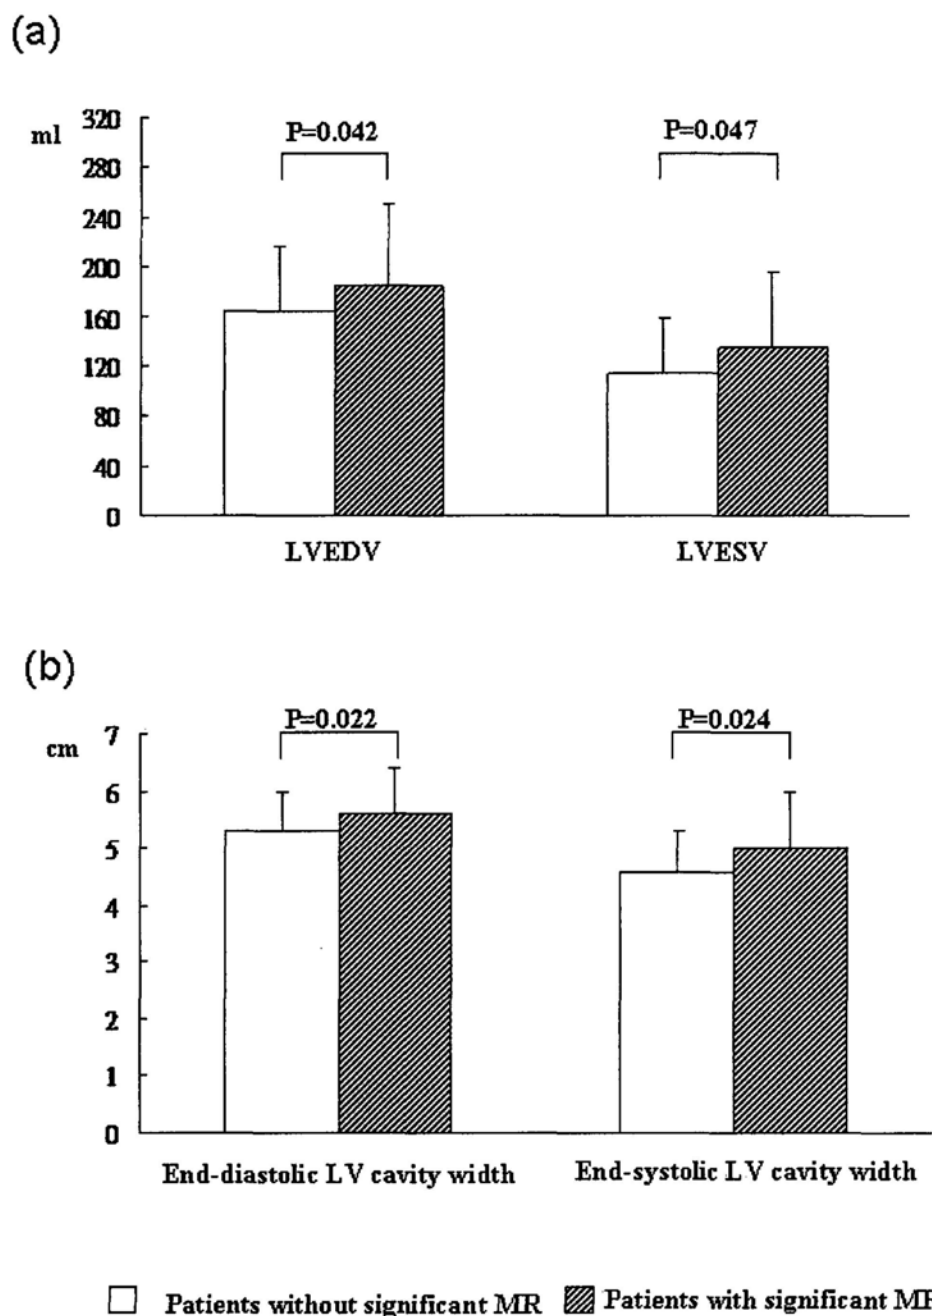 (a)
ml
320
280
240
200
160
120
80
40
0
P=0.042
P=0.047
LVEDV
LVESV
(b)
cm
7
6
5
4
3
2
1
0
P=0.022
P=0.024
End-diastolic LV cavity width
End-systolic LV cavity width
Patients without significant MR
Patients with significant MR